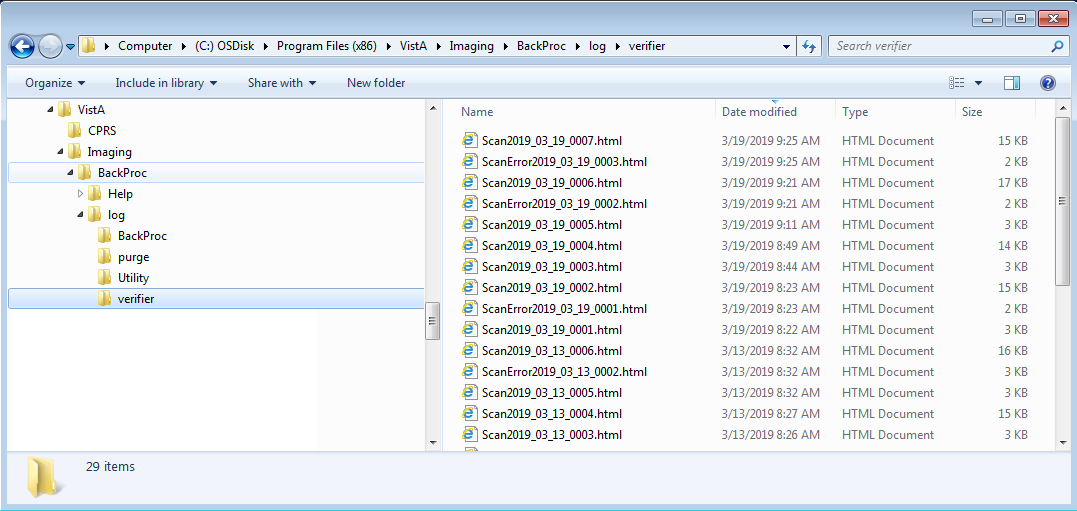 Computer (C:) OSDisk Program Files (x86) VistA Imaging BackProc log verifier Search verifier
Organize Include in library Share with New folder
VistA
CPRS
Imaging
BackProc
Help
log
BackProc
purge
Utility
verifier
Name Date modified Type Size
Scan2019_03_19_0007.html 3/19/2019 9:25 AM HTML Document 15 KB
ScanError2019_03_19_0003.html 3/19/2019 9:25 AM HTML Document 2 KB
Scan2019_03_19_0006.html 3/19/2019 9:21 AM HTML Document 17 KB
ScanError2019_03_19_0002.html 3/19/2019 9:21 AM HTML Document 2 KB
Scan2019_03_19_0005.html 3/19/2019 9:11 AM HTML Document 3 KB
Scan2019_03_19_0004.html 3/19/2019 8:49 AM HTML Document 14 KB
Scan2019_03_19_0003.html 3/19/2019 8:44 AM HTML Document 3 KB
Scan2019_03_19_0002.html 3/19/2019 8:23 AM HTML Document 15 KB
ScanError2019_03_19_0001.html 3/19/2019 8:23 AM HTML Document 2 KB
Scan2019_03_19_0001.html 3/19/2019 8:22 AM HTML Document 3 KB
Scan2019_03_13_0006.html 3/13/2019 8:32 AM HTML Document 16 KB
ScanError2019_03_13_0002.html 3/13/2019 8:32 AM HTML Document 3 KB
Scan2019_03_13_0005.html 3/13/2019 8:32 AM HTML Document 3 KB
Scan2019_03_13_0004.html 3/13/2019 8:27 AM HTML Document 15 KB
Scan2019_03_13_0003.html 3/13/2019 8:26 AM HTML Document 3 KB
29 items